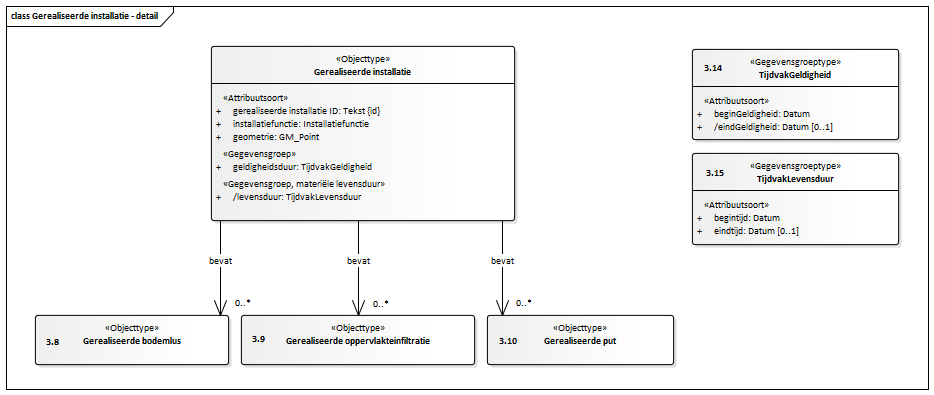 class Gerealiseerde installatie - detail
«Objecttype»
Gerealiseerde installatie
«Attribuutsoort»
+ gerealiseerde installatie ID: Tekst {id}
+ installatiefunctie: Installatiefunctie
+ geometrie: GM_Point
«Gegevensgroep»
+ geldigheidsduur: TijdvakGeldigheid
«Gegevensgroep, materiële levensduur»
+ /levensduur: TijdvakLevensduur
3.14
«Gegevensgroeptype»
TijdvakGeldigheid
«Attribuutsoort»
+ beginGeldigheid: Datum
+ /eindGeldigheid: Datum [0..1]
3.15
«Gegevensgroeptype»
TijdvakLevensduur
«Attribuutsoort»
+ begintijd: Datum
+ eindtijd: Datum [0..1]
bevat
bevat
bevat
0..*
0..*
0..*
3.8
«Objecttype»
Gerealiseerde bodemlus
3.9
«Objecttype»
Gerealiseerde oppervlakteinfiltratie
3.10
«Objecttype»
Gerealiseerde put